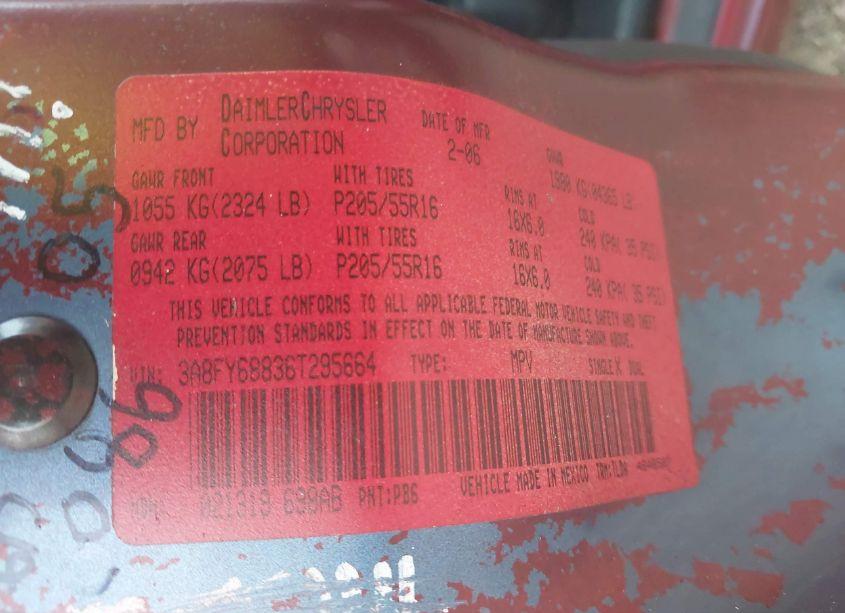 MFD BY DAIMLERCHRYSLER CORPORATION
DATE OF MFR 2-06
GAWR FRONT WITH TIRES RIMS AT COLD
1055 KG(2324 LB) P205/55R16 16X6.0 240 KPA( 35 PSI)
GAWR REAR WITH TIRES RIMS AT COLD
0942 KG(2075 LB) P205/55R16 16X6.0 240 KPA( 35 PSI)
THIS VEHICLE CONFORMS TO ALL APPLICABLE FEDERAL MOTOR VEHICLE SAFETY AND THEFT
PREVENTION STANDARDS IN EFFECT ON THE DATE OF MANUFACTURE SHOWN ABOVE.
VIN: 3A8FY68836T295664 TYPE: MPV SINGLE X DUAL
PNT:PB6 VEHICLE MADE IN MEXICO
05